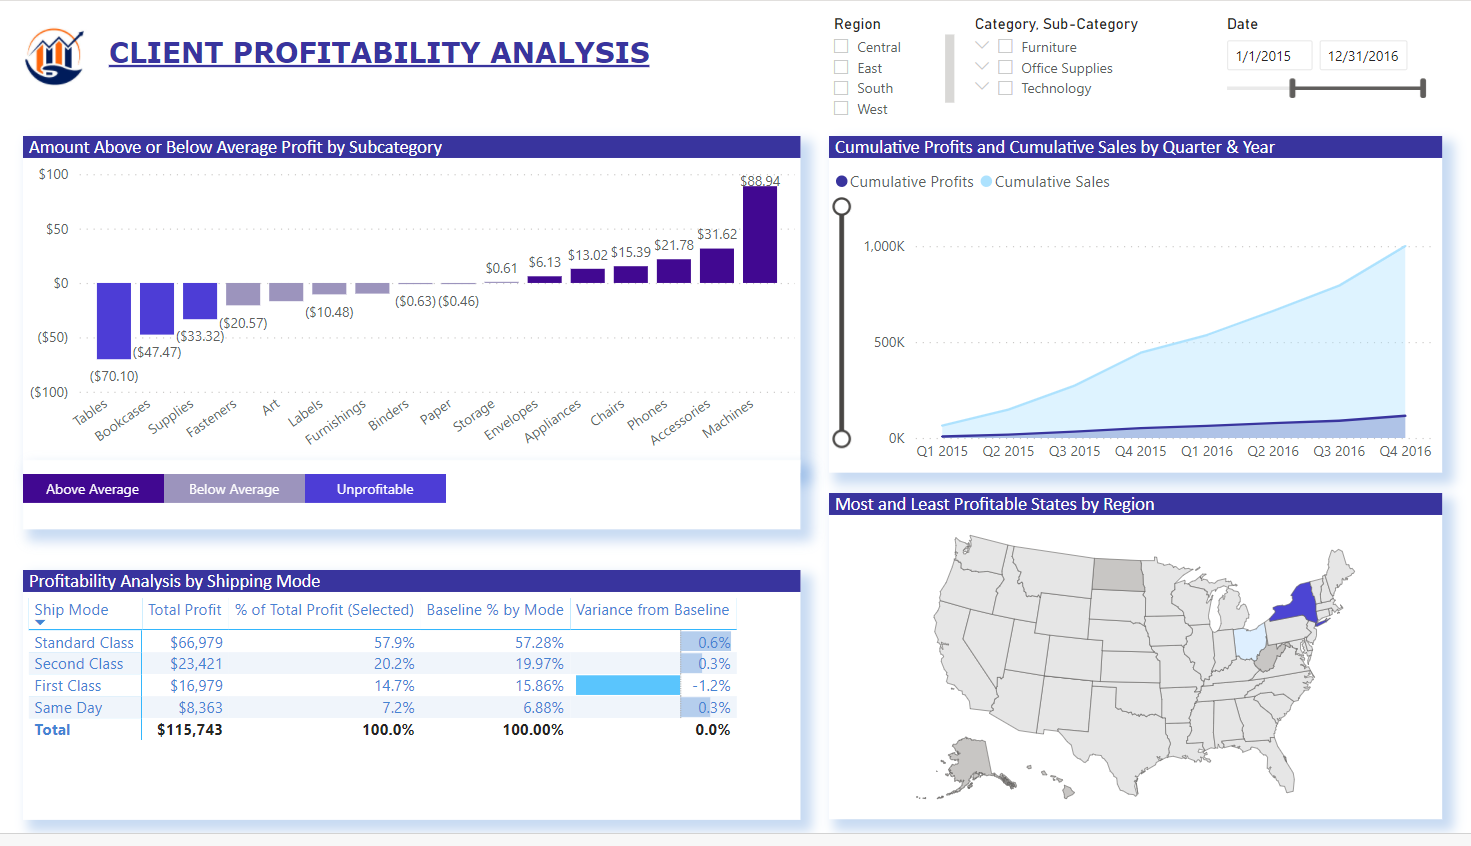 CLIENT PROFITABILITY ANALYSIS
Region
Central
East
South
West
Category, Sub-Category
Furniture
Office Supplies
Technology
Date
1/1/2015 12/31/2016
Amount Above or Below Average Profit by Subcategory
$100
$50
$0
($50)
($100)
($70.10)
($47.47)
($33.32)
($20.57)
($10.48)
($0.63)
($0.46)
$0.61
$6.13
$13.02
$15.39
$21.78
$31.62
$88.94
Tables
Bookcases
Supplies
Fasteners
Art
Labels
Furnishings
Binders
Paper
Storage
Envelopes
Appliances
Chairs
Phones
Accessories
Machines
Above Average Below Average Unprofitable
Cumulative Profits and Cumulative Sales by Quarter & Year
Cumulative Profits Cumulative Sales
1,000K
500K
0K
Q1 2015 Q2 2015 Q3 2015 Q4 2015 Q1 2016 Q2 2016 Q3 2016 Q4 2016
Profitability Analysis by Shipping Mode
Ship Mode Total Profit % of Total Profit (Selected) Baseline % by Mode Variance from Baseline
Standard Class $66,979 57.9% 57.28% 0.6%
Second Class $23,421 20.2% 19.97% 0.3%
First Class $16,979 14.7% 15.86% -1.2%
Same Day $8,363 7.2% 6.88% 0.3%
Total $115,743 100.0% 100.00% 0.0%
Most and Least Profitable States by Region